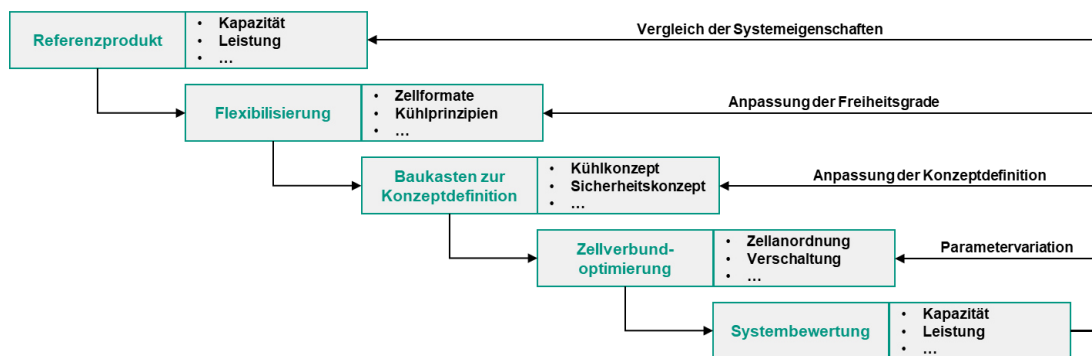 Referenzprodukt
• Kapazität
• Leistung
• ...
Vergleich der Systemeigenschaften
Flexibilisierung
• Zellformate
• Kühlprinzipien
• ...
Anpassung der Freiheitsgrade
Baukasten zur
Konzeptdefinition
• Kühlkonzept
• Sicherheitskonzept
• ...
Anpassung der Konzeptdefinition
Zellverbund-
optimierung
• Zellanordnung
• Verschaltung
• ...
Parametervariation
Systembewertung
• Kapazität
• Leistung
• ...